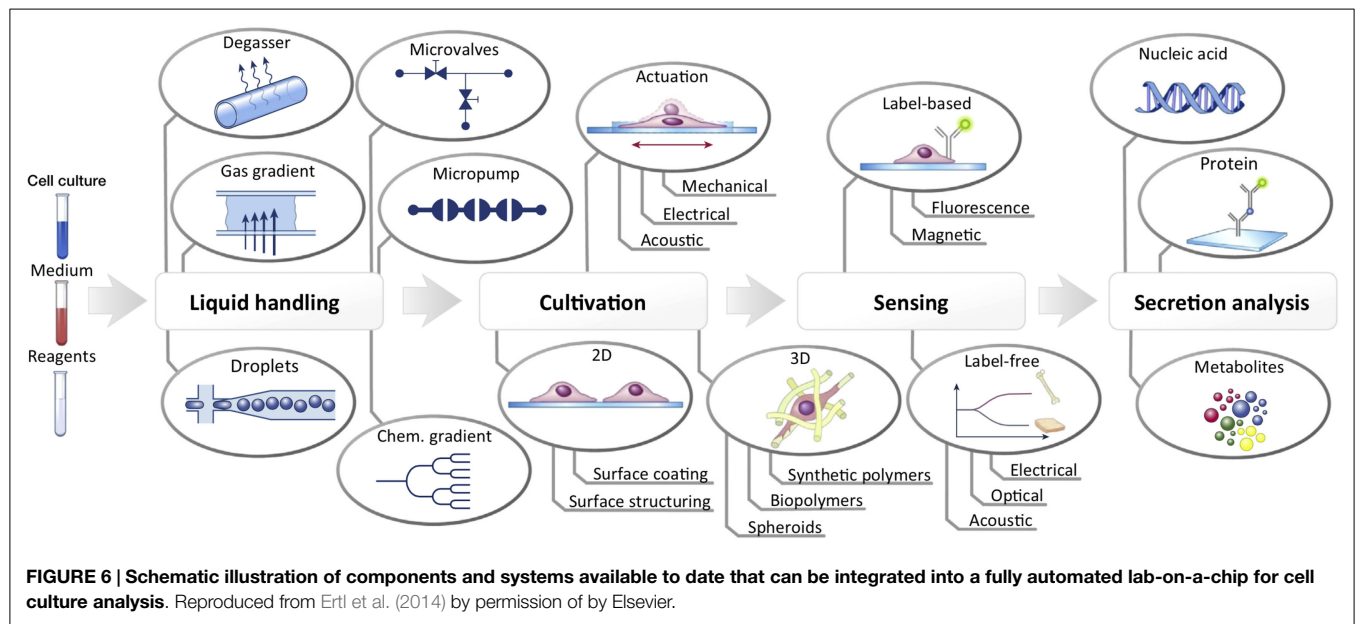 Degasser
Microvalves
Gas gradient
Micropump
Cell culture
Medium
Reagents
Liquid handling
Droplets
Chem. gradient
Actuation
Mechanical
Electrical
Acoustic
Cultivation
2D
Surface coating
Surface structuring
3D
Synthetic polymers
Biopolymers
Spheroids
Label-based
Fluorescence
Magnetic
Sensing
Label-free
Electrical
Optical
Acoustic
Nucleic acid
Protein
Secretion analysis
Metabolites
FIGURE 6 | Schematic illustration of components and systems available to date that can be integrated into a fully automated lab-on-a-chip for cell
culture analysis. Reproduced from Ertl et al. (2014) by permission of by Elsevier.